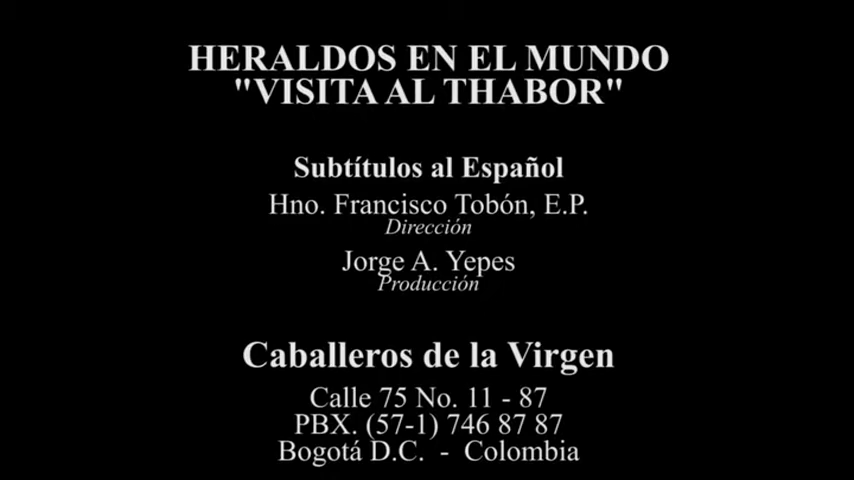 HERALDOS EN EL MUNDO
"VISITA AL THABOR"
Subtítulos al Español
Hno. Francisco Tobón, E.P.
Dirección
Jorge A. Yepes
Producción
Caballeros de la Virgen
Calle 75 No. 11 - 87
PBX. (57-1) 746 87 87
Bogotá D.C. - Colombia